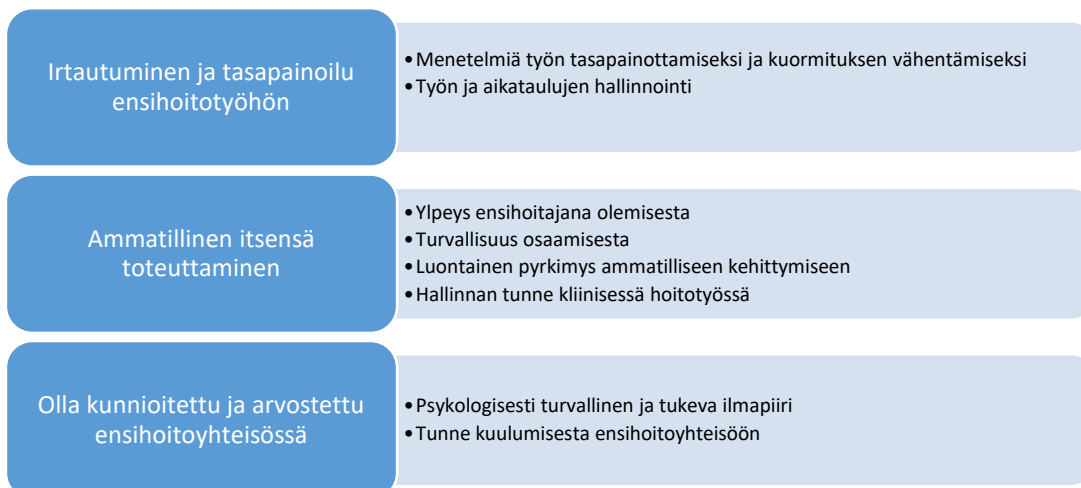 Irtautuminen ja tasapainoilu
ensihoitotyöhön
•Menetelmiä työn tasapainottamiseksi ja kuormituksen vähentämiseksi
•Työn ja aikataulujen hallinnointi
Ammatillinen itsensä
toteuttaminen
•Ylpeys ensihoitajana olemisesta
•Turvallisuus osaamisesta
•Luontainen pyrkimys ammatilliseen kehittymiseen
•Hallinnan tunne kliinisessä hoitotyössä
Olla kunnioitettu ja arvostettu
ensihoitoyhteisössä
•Psykologisesti turvallinen ja tukeva ilmapiiri
•Tunne kuulumisesta ensihoitoyhteisöön